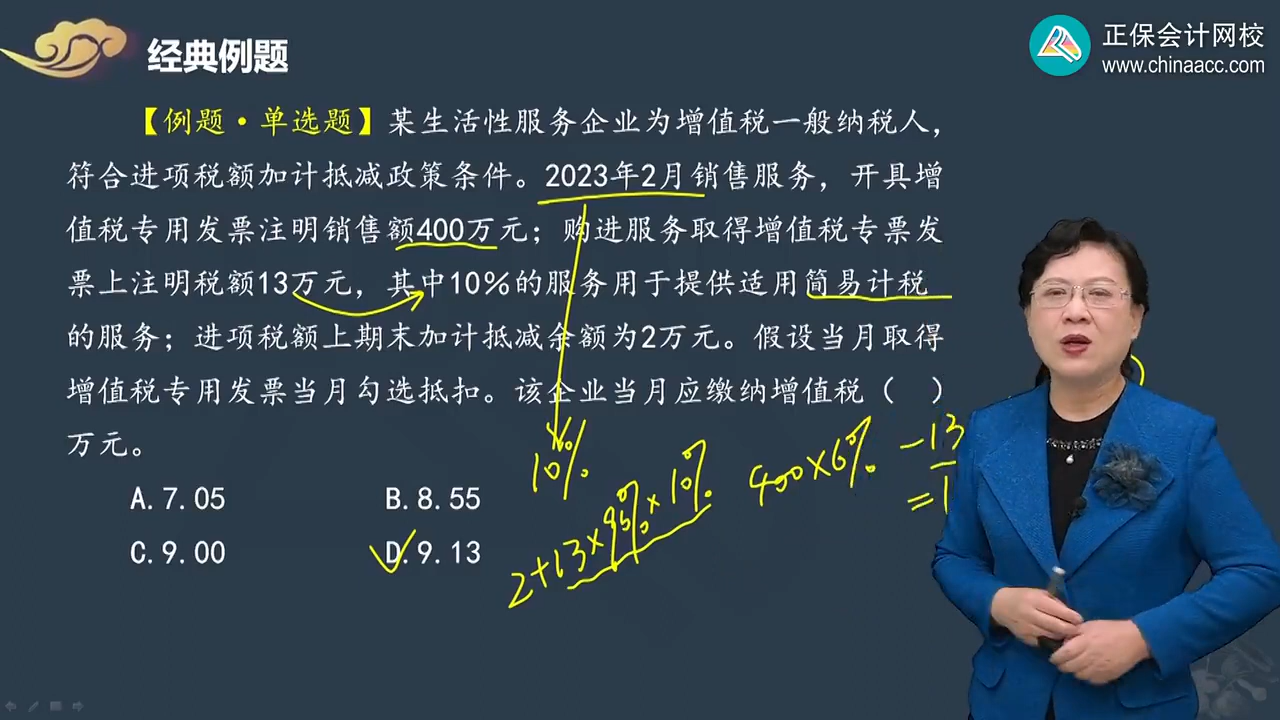 经典例题
正保会计网校
www.chinaacc.com
【例题·单选题】某生活性服务企业为增值税一般纳税人，
符合进项税额加计抵减政策条件。2023年2月销售服务，开具增
值税专用发票注明销售额400万元；购进服务取得增值税专票发
票上注明税额13万元，其中10%的服务用于提供适用简易计税
的服务；进项税额上期末加计抵减余额为2万元。假设当月取得
增值税专用发票当月勾选抵扣。该企业当月应缴纳增值税（ ）
万元。
A.7.05 B.8.55
C.9.00 D.9.13
10%
2+13×9 %×10%
400×6% -13
=1